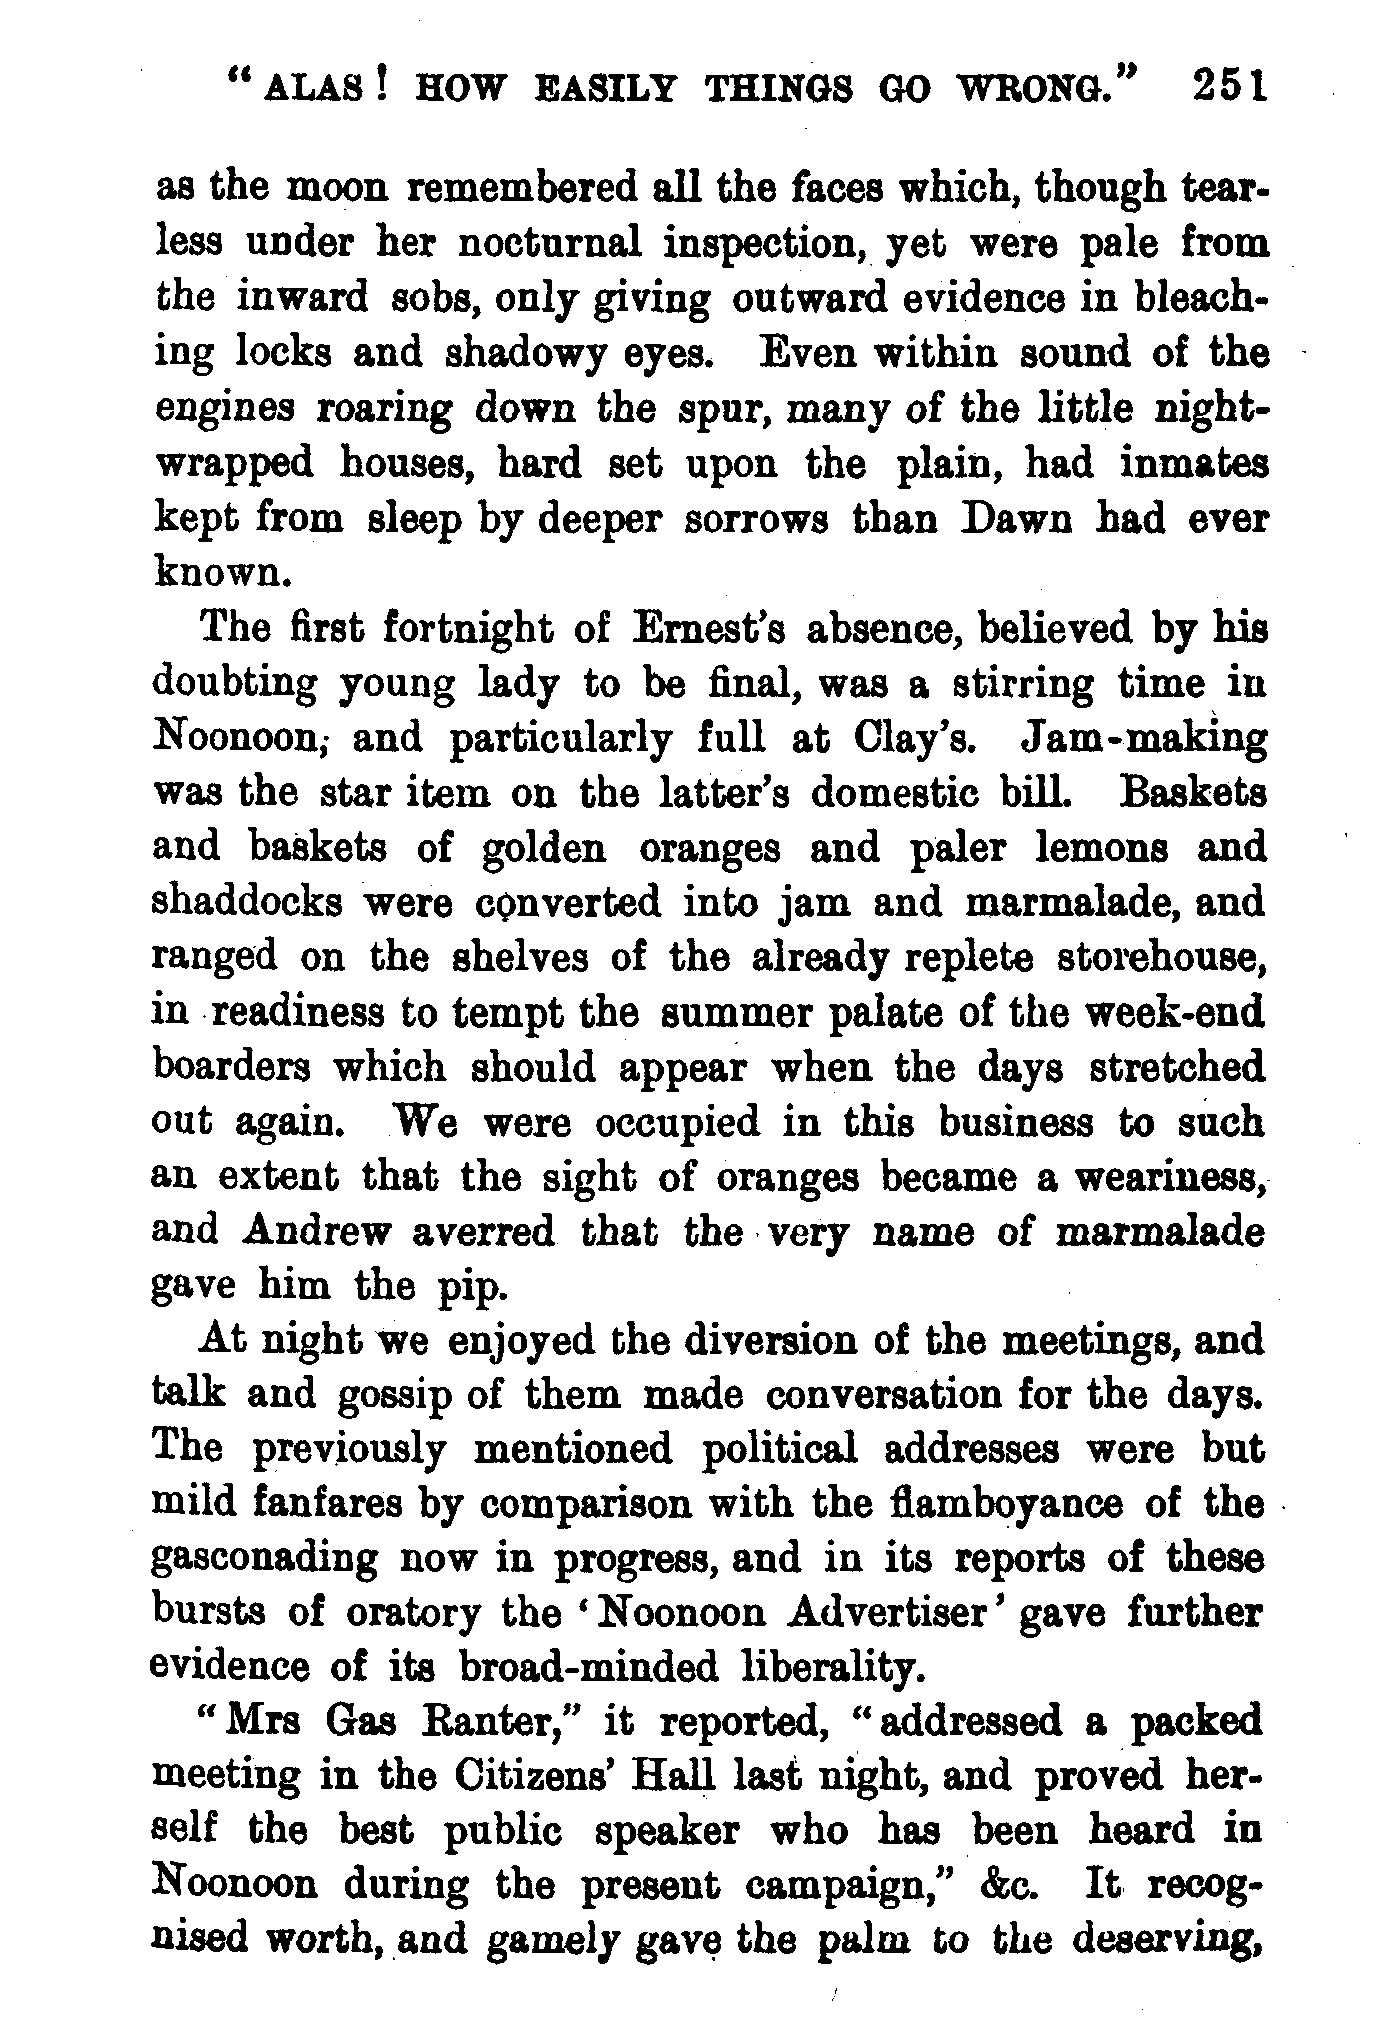 “ALAS! HOW EASILY THINGS GO WRONG.” 251
as the moon remembered all the faces which, though tear-
less under her nocturnal inspection, yet were pale from
the inward sobs, only giving outward evidence in bleach-
ing locks and shadowy eyes. Even within sound of the
engines roaring down the spur, many of the little night-
wrapped houses, hard set upon the plain, had inmates
kept from sleep by deeper sorrows than Dawn had ever
known.
The first fortnight of Ernest’s absence, believed by his
doubting young lady to be final, was a stirring time in
Noonoon, and particularly full at Clay’s. Jam-making
was the star item on the latter’s domestic bill. Baskets
and baskets of golden oranges and paler lemons and
shaddocks were converted into jam and marmalade, and
ranged on the shelves of the already replete storehouse,
in readiness to tempt the summer palate of the week-end
boarders which should appear when the days stretched
out again. We were occupied in this business to such
an extent that the sight of oranges became a weariness,
and Andrew averred that the very name of marmalade
gave him the pip.
At night we enjoyed the diversion of the meetings, and
talk and gossip of them made conversation for the days.
The previously mentioned political addresses were but
mild fanfares by comparison with the flamboyance of the
gasconading now in progress, and in its reports of these
bursts of oratory the ‘Noonoon Advertiser’ gave further
evidence of its broad-minded liberality.
“Mrs Gas Ranter,” it reported, “addressed a packed
meeting in the Citizens’ Hall last night, and proved her-
self the best public speaker who has been heard in
Noonoon during the present campaign,” &c. It recog-
nised worth, and gamely gave the palm to the deserving,